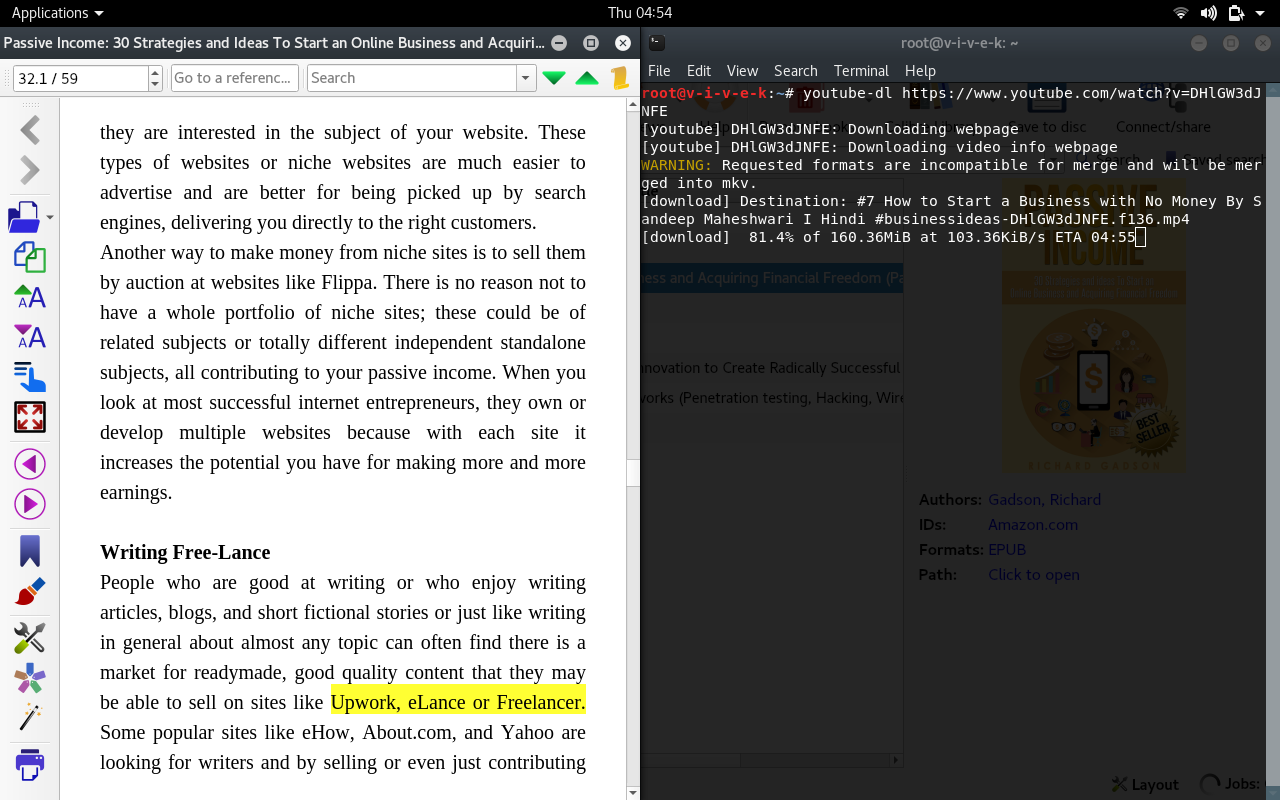 Applications
Thu 04:54
Passive Income: 30 Strategies and Ideas To Start an Online Business and Acquiri...
32.1 / 59
Go to a referenc...
Search
they are interested in the subject of your website. These
types of websites or niche websites are much easier to
advertise and are better for being picked up by search
engines, delivering you directly to the right customers.
Another way to make money from niche sites is to sell them
by auction at websites like Flippa. There is no reason not to
have a whole portfolio of niche sites; these could be of
related subjects or totally different independent standalone
subjects, all contributing to your passive income. When you
look at most successful internet entrepreneurs, they own or
develop multiple websites because with each site it
increases the potential you have for making more and more
earnings.
Writing Free-Lance
People who are good at writing or who enjoy writing
articles, blogs, and short fictional stories or just like writing
in general about almost any topic can often find there is a
market for readymade, good quality content that they may
be able to sell on sites like Upwork, eLance or Freelancer.
Some popular sites like eHow, About.com, and Yahoo are
looking for writers and by selling or even just contributing
root@v-i-v-e-k: ~
File Edit View Search Terminal Help
root@v-i-v-e-k:~# youtube-dl https://www.youtube.com/watch?v=DHlGW3dJ
NFE
[youtube] DHlGW3dJNFE: Downloading webpage
[youtube] DHlGW3dJNFE: Downloading video info webpage
WARNING: Requested formats are incompatible for merge and will be mer
ged into mkv.
[download] Destination: #7 How to Start a Business with No Money By S
andeep Maheshwari I Hindi #businessideas-DHlGW3dJNFE.f136.mp4
[download]  81.4% of 160.36MiB at 103.36KiB/s ETA 04:55
Save to disc
Connect/share
Search
Saved search
ess and Acquiring Financial Freedom (Pa
nnovation to Create Radically Successful
works (Penetration testing, Hacking, Wire
PASSIVE
INCOME
BEST
SELLER
RICHARD GADSON
Authors: Gadson, Richard
IDs: Amazon.com
Formats: EPUB
Path: Click to open
Layout
Jobs: